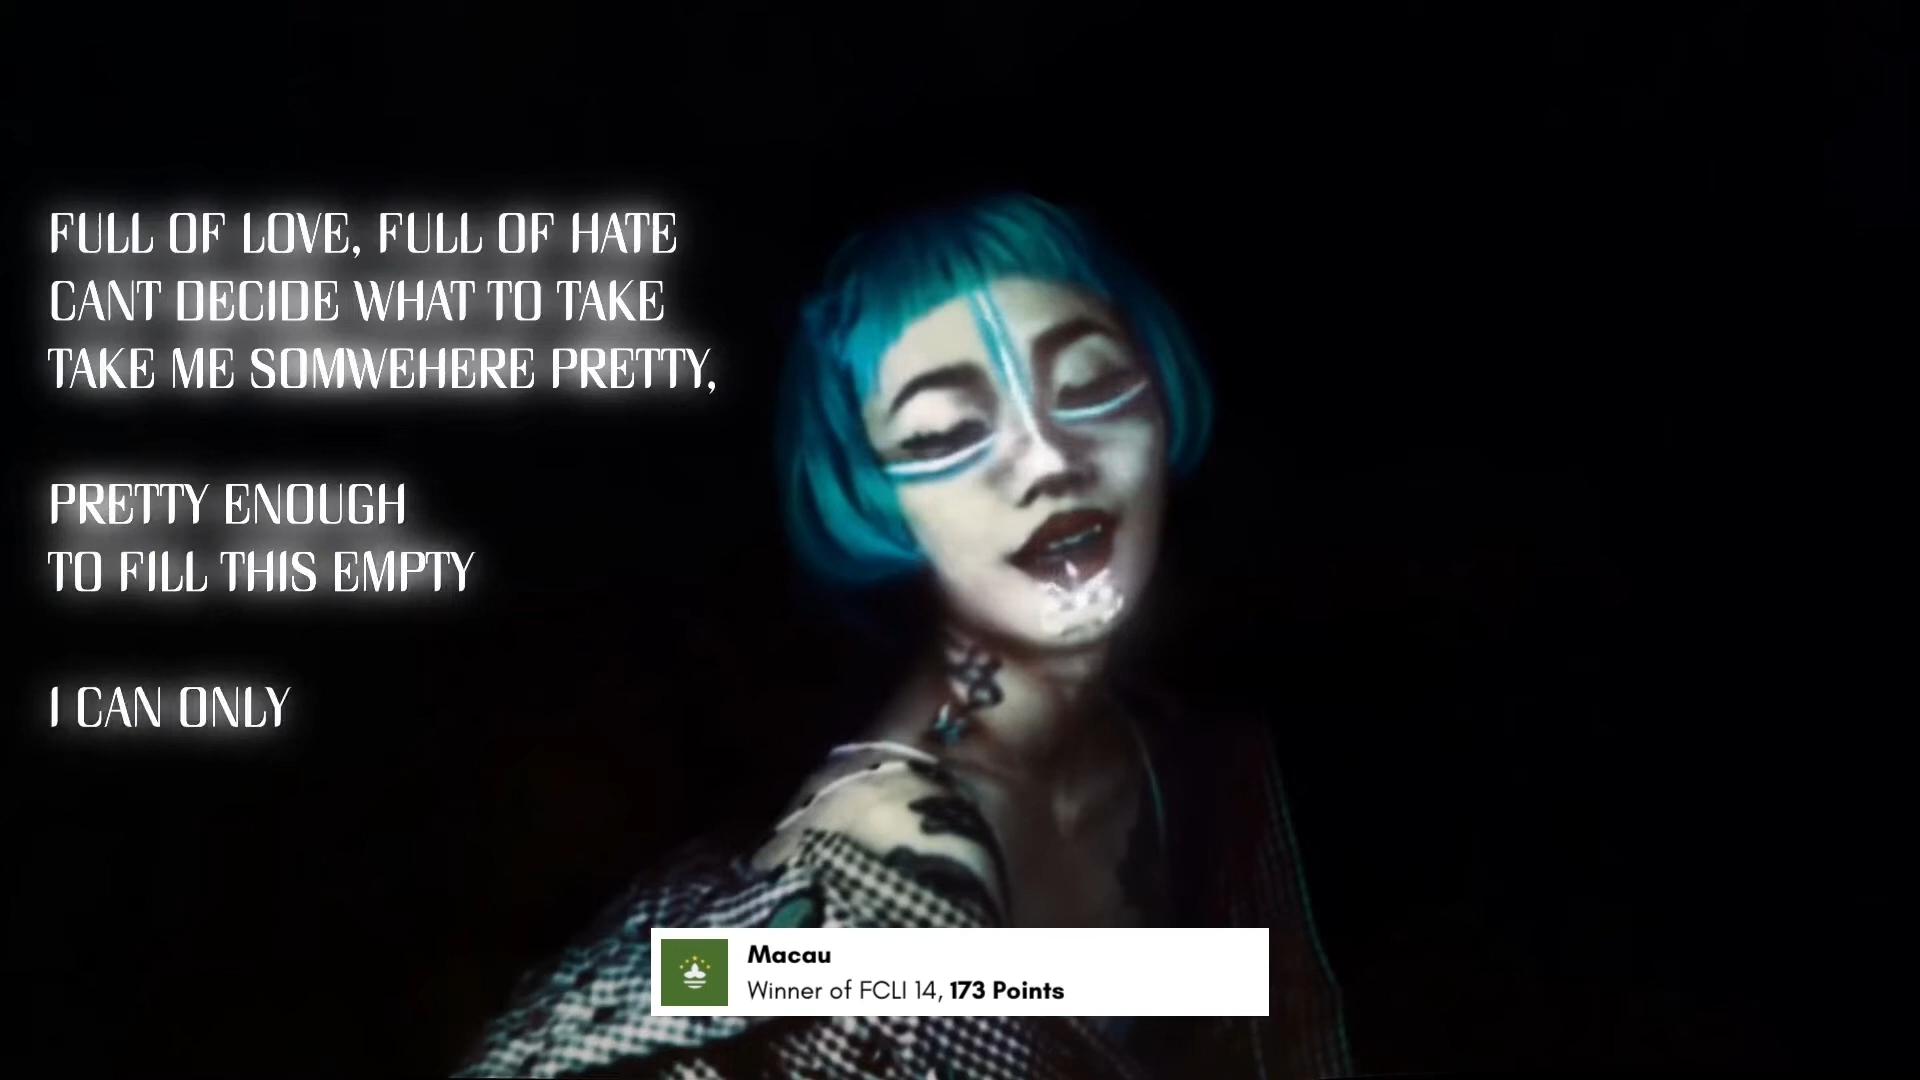 FULL OF LOVE, FULL OF HATE
CANT DECIDE WHAT TO TAKE
TAKE ME SOMWEHERE PRETTY,
PRETTY ENOUGH
TO FILL THIS EMPTY
I CAN ONLY
Macau
Winner of FCLI 14, 173 Points